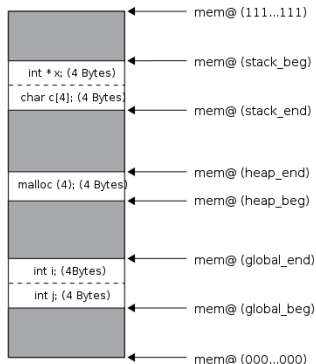 mem@ (111...111)
mem@ (stack_beg)
int * x; (4 Bytes)
char c[4]; (4 Bytes)
mem@ (stack_end)
mem@ (heap_end)
malloc (4); (4 Bytes)
mem@ (heap_beg)
mem@ (global_end)
int i; (4Bytes)
int j; (4 Bytes)
mem@ (global_beg)
mem@ (000...000)